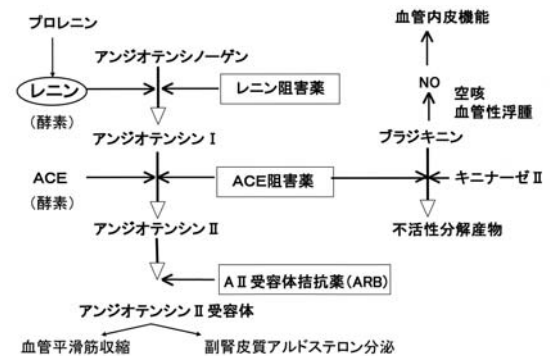 プロレニン
アンジオテンシノーゲン
レニン
(酵素)
レニン阻害薬
アンジオテンシンⅠ
ACE
(酵素)
ACE阻害薬
アンジオテンシンⅡ
AⅡ受容体拮抗薬(ARB)
アンジオテンシンⅡ受容体
血管平滑筋収縮
副腎皮質アルドステロン分泌
血管内皮機能
NO
空咳
血管性浮腫
ブラジキニン
キニナーゼⅡ
不活性分解産物